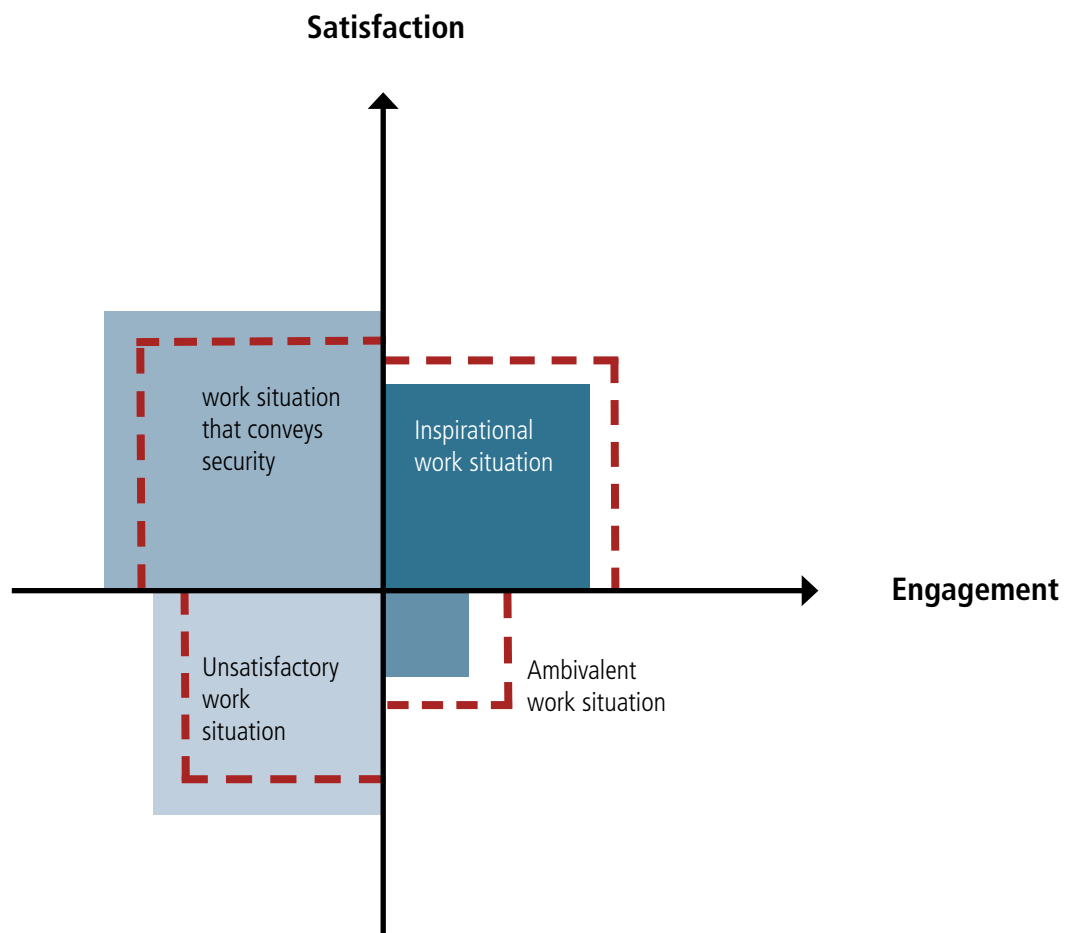 Satisfaction
work situation
that conveys
security
Inspirational
work situation
Engagement
Unsatisfactory
work
situation
Ambivalent
work situation